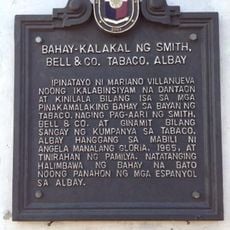 BAHAY-KALAKAL NG SMITH,
BELL & CO. TABACO, ALBAY
IPINATAYO NI MARIANO VILLANUEVA
NOONG IKALABINSIYAM NA DANTAON
AT KINILALA BILANG ISA SA MGA
PINAKAMALAKING BAHAY SA BAYAN NG
TABACO. NAGING PAG-AARI NG SMITH,
BELL & CO. AT GINAMIT BILANG
SANGAY NG KUMPANYA SA TABACO,
ALBAY HANGGANG SA MABILI NI
ANGELA MANALANG GLORIA, 1965, AT
TINIRAHAN NG PAMILYA. NATATANGING
HALIMBAWA NG BAHAY NA BATO
NOONG PANAHON NG MGA ESPANYOL
SA ALBAY.